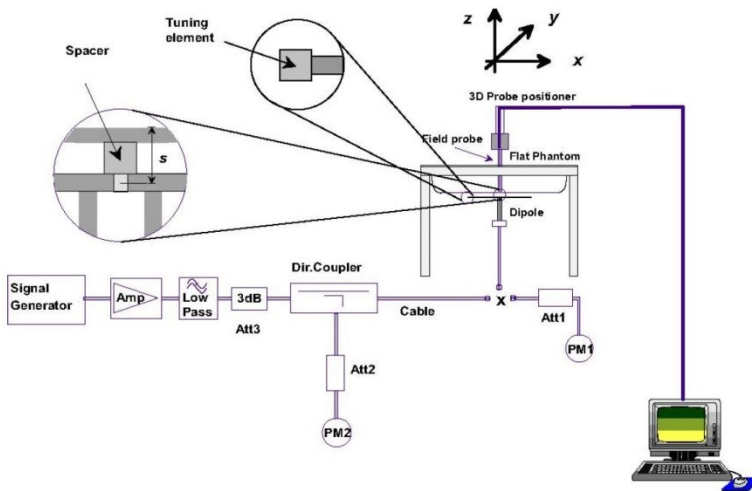 Tuning
element
Spacer
s
z
y
x
3D Probe positioner
Field probe
Flat Phantom
Dipole
Signal
Generator
Amp
Low
Pass
3dB
Att3
Dir.Coupler
Cable
x
Att1
PM1
Att2
PM2